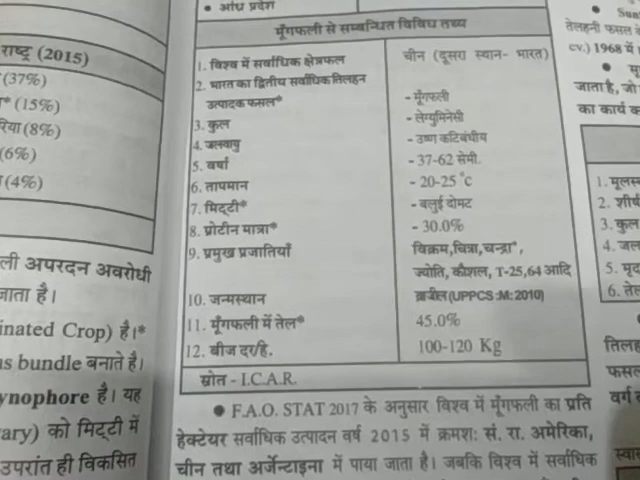 • आंध्र प्रदेश
मूँगफली से सम्बन्धित विविध तथ्य
1. विश्व में सर्वाधिक क्षेत्रफल चीन (दूसरा स्थान- भारत)
2. भारत का द्वितीय सर्वाधिक तिलहन
उत्पादक फसल* - मूँगफली
3. कुल - लेग्युमिनेसी
4. जलवायु - उष्ण कटिबंधीय
5. वर्षा - 37-62 सेमी.
6. तापमान - 20-25 °c
7. मिट्टी* - बलुई दोमट
8. प्रोटीन मात्रा* - 30.0%
9. प्रमुख प्रजातियाँ विक्रम,चित्रा,चन्द्रा*,
ज्योति, कौशल, T-25,64 आदि
10. जन्मस्थान ब्राजील (UPPCS :M: 2010)
11. मूँगफली में तेल* 45.0%
12. बीज दर/हे. 100-120 Kg
स्रोत - I.C.A.R.
• F.A.O. STAT 2017 के अनुसार विश्व में मूँगफली का प्रति
हेक्टेयर सर्वाधिक उत्पादन वर्ष 2015 में क्रमश: सं. रा. अमेरिका,
चीन तथा अर्जेन्टाइना में पाया जाता है। जबकि विश्व में सर्वाधिक
राष्ट्र (2015)
(37%)
* (15%)
रिया (8%)
(6%)
(4%)
ली अपरदन अवरोधी
जाता है।
inated Crop) है।*
as bundle बनाते है।
ynophore है। यह
ary) को मिट्टी में
उपरांत ही विकसित
तेलहनी फसल
cv.) 1968 में
जाता है, जो
का कार्य
1. मूलस्
2. शीर्ष
3. कुल
4. जल
5. मृद
6. तेल
तिलह
फसल
वर्ग